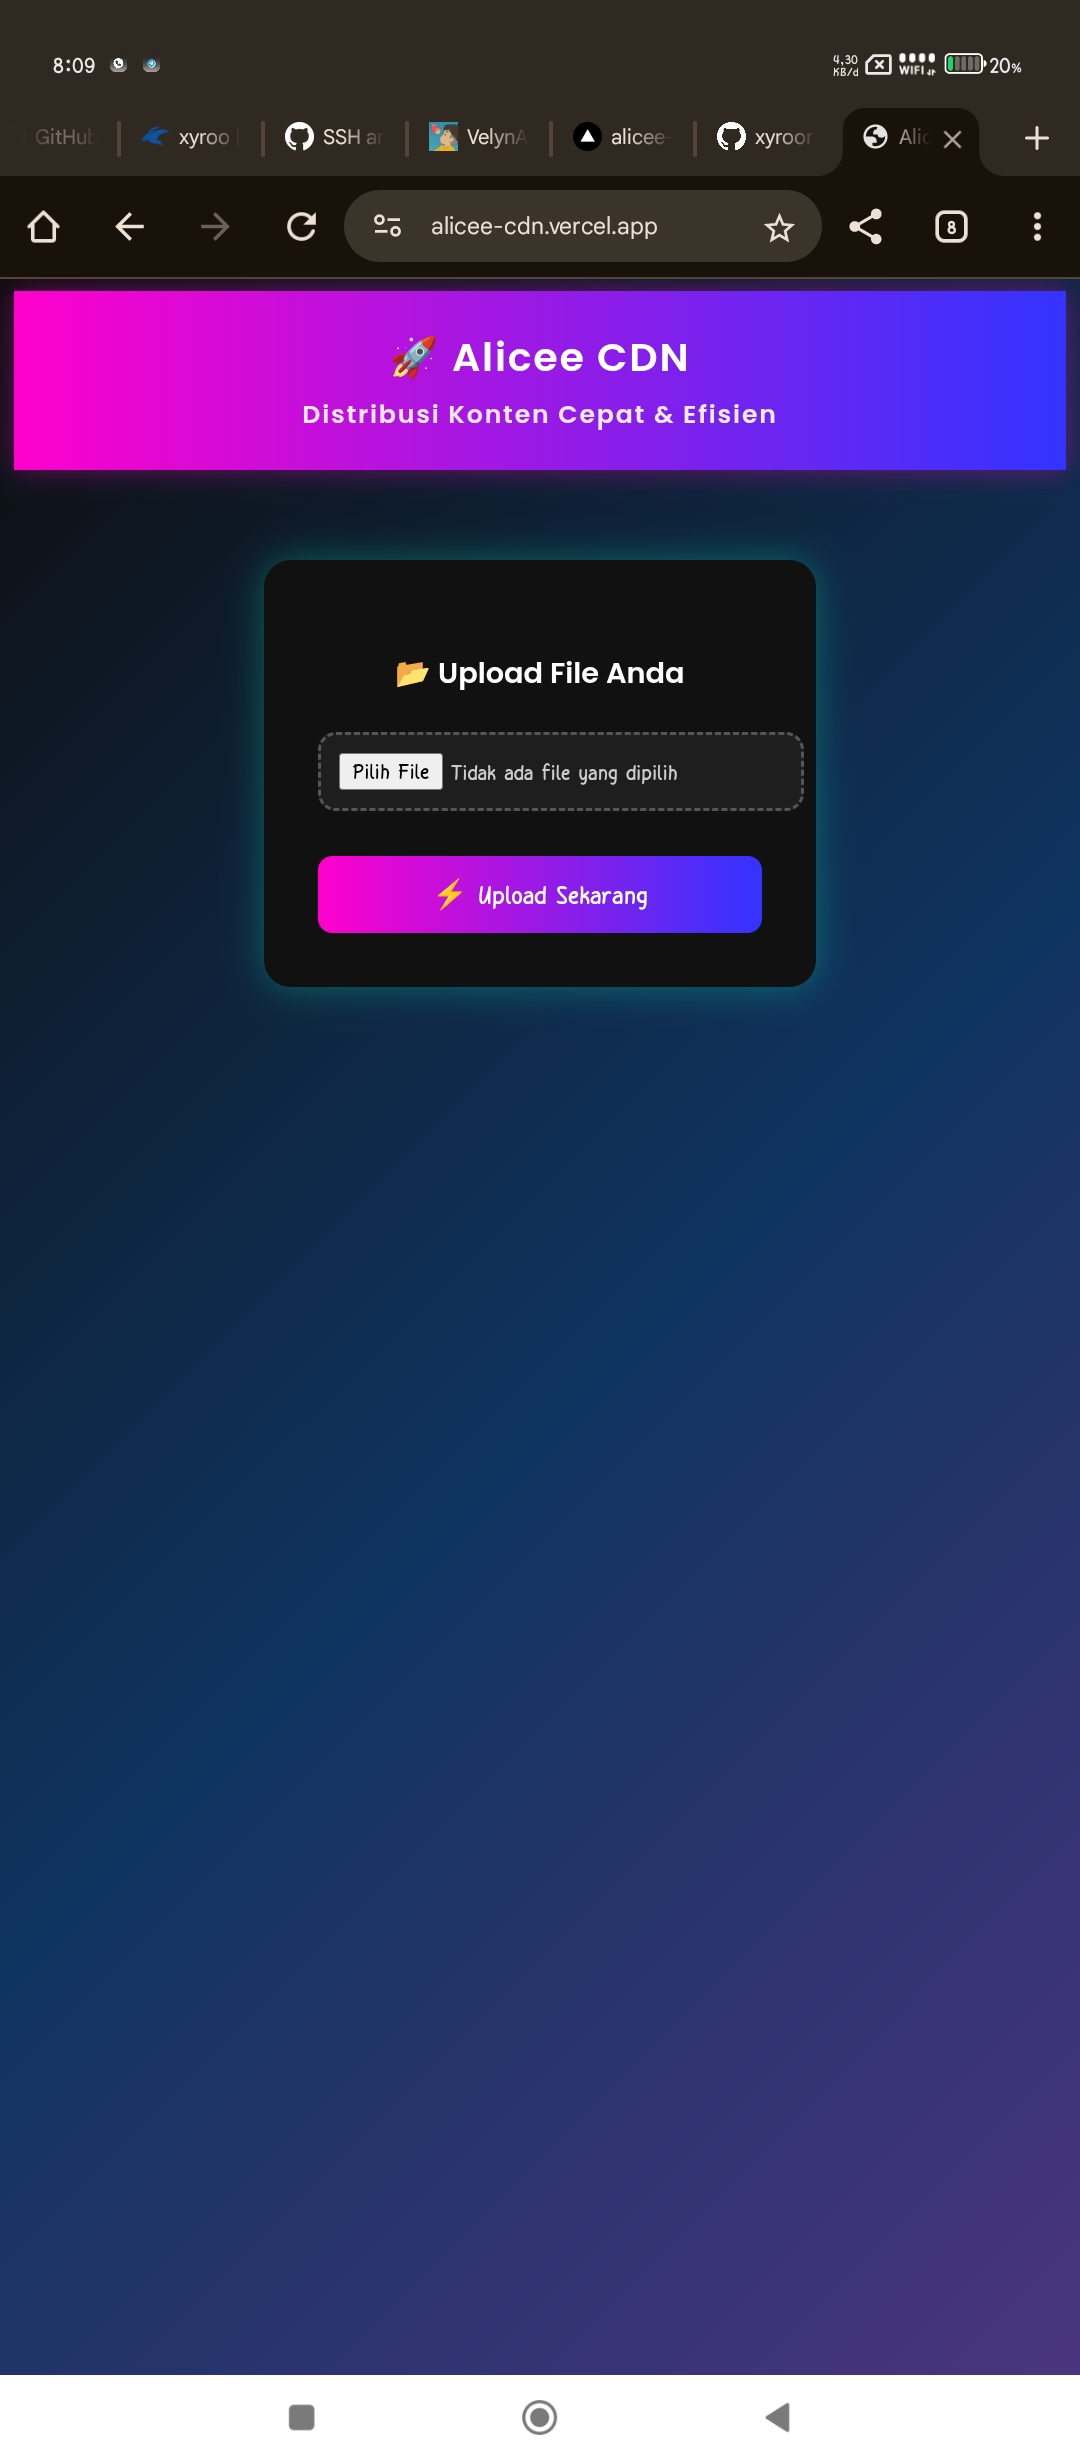 8:09
4,30
KB/d
WIFI
20%
GitHub
xyroo
SSH ar
VelynA
alicee-
xyroor
Alic
alicee-cdn.vercel.app
8
🚀 Alicee CDN
Distribusi Konten Cepat & Efisien
📂 Upload File Anda
Pilih File Tidak ada file yang dipilih
⚡ Upload Sekarang